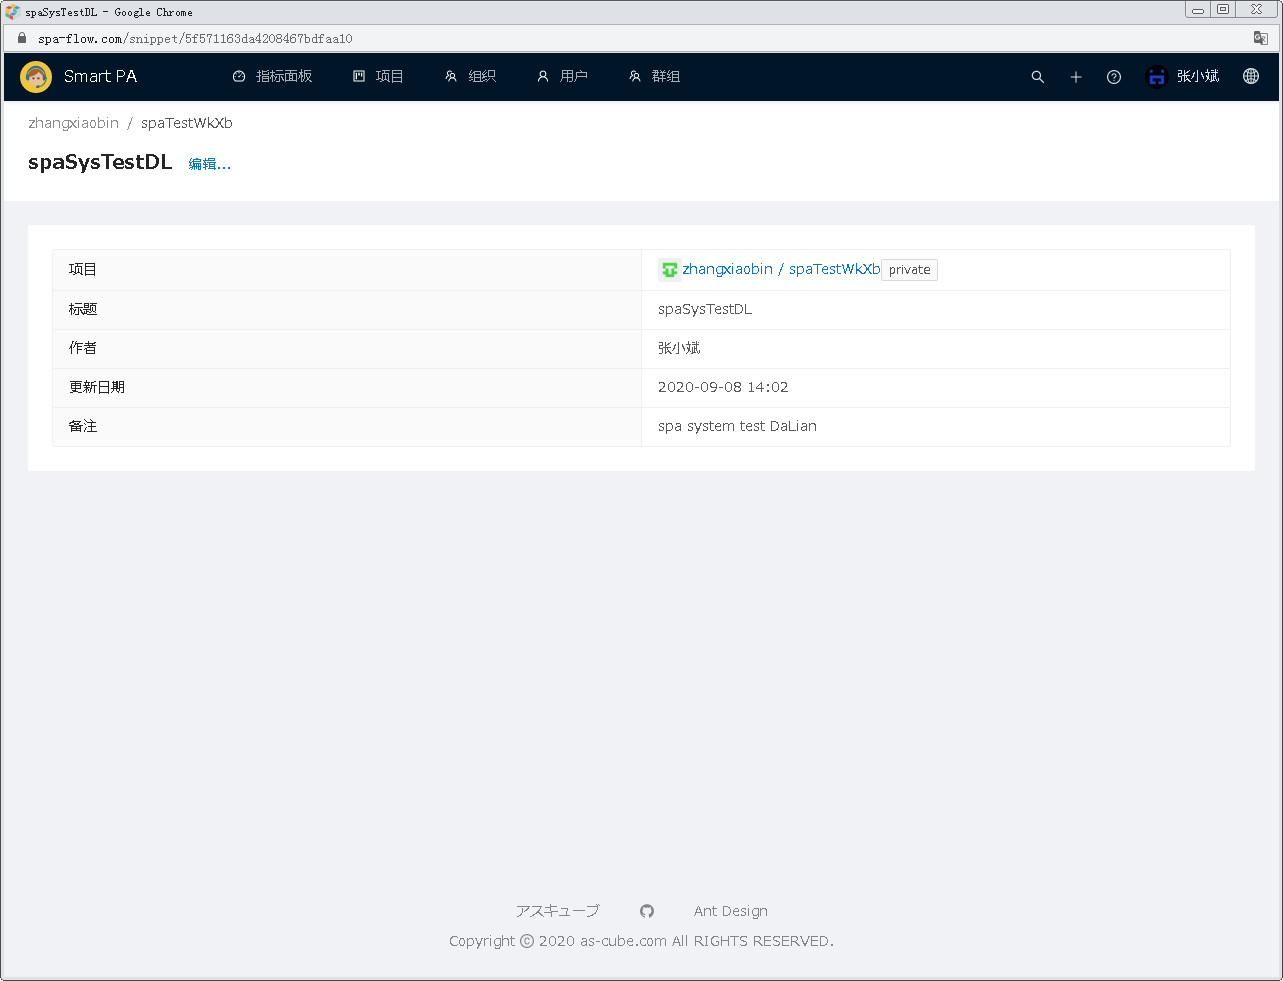 spaSysTestDL - Google Chrome
spa-flow.com/snippet/5f571163da4208467bdfaa10
Smart PA 指标面板 项目 组织 用户 群组 张小斌
zhangxiaobin / spaTestWkXb
spaSysTestDL 编辑...
项目 zhangxiaobin / spaTestWkXb private
标题 spaSysTestDL
作者 张小斌
更新日期 2020-09-08 14:02
备注 spa system test DaLian
アスキューブ Ant Design
Copyright © 2020 as-cube.com All RIGHTS RESERVED.